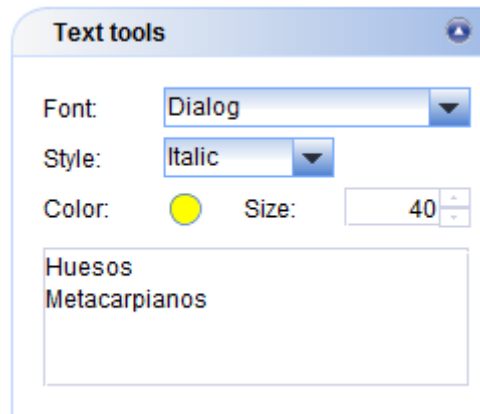 Text tools
Font: Dialog
Style: Italic
Color: Size: 40
Huesos
Metacarpianos